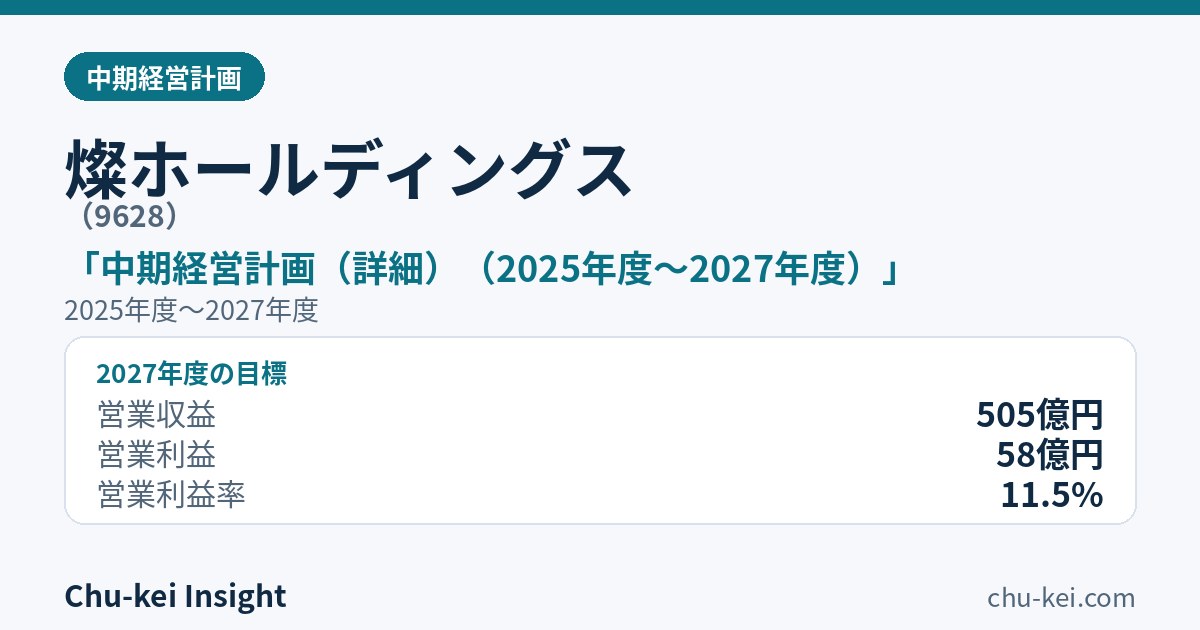 中期経営計画
燦ホールディングス
（9628）
「中期経営計画（詳細）（2025年度〜2027年度）」
2025年度〜2027年度
2027年度の目標
営業収益 505億円
営業利益 58億円
営業利益率 11.5%
Chu-kei Insight chu-kei.com